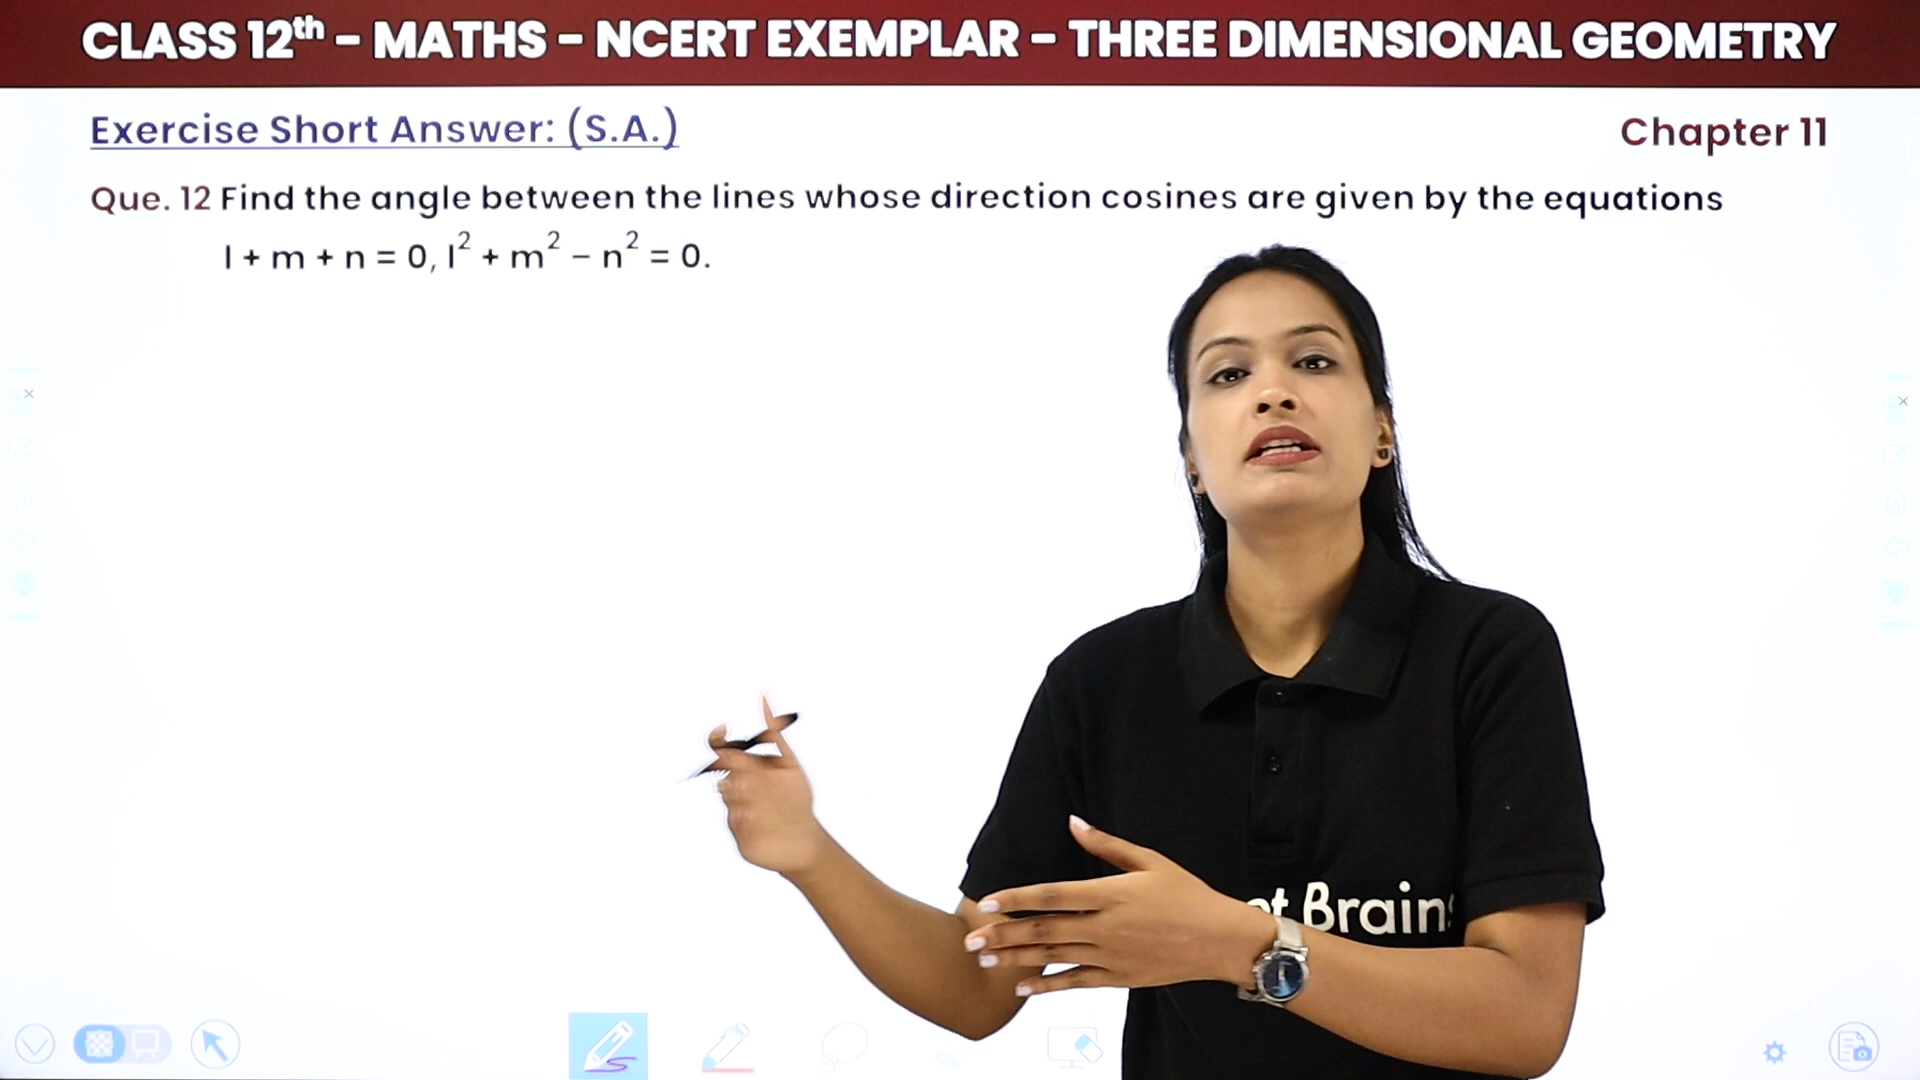 CLASS 12th – MATHS – NCERT EXEMPLAR – THREE DIMENSIONAL GEOMETRY
Exercise Short Answer: (S.A.)
Chapter 11
Que. 12 Find the angle between the lines whose direction cosines are given by the equations
l + m + n = 0, l² + m² – n² = 0.
Brain